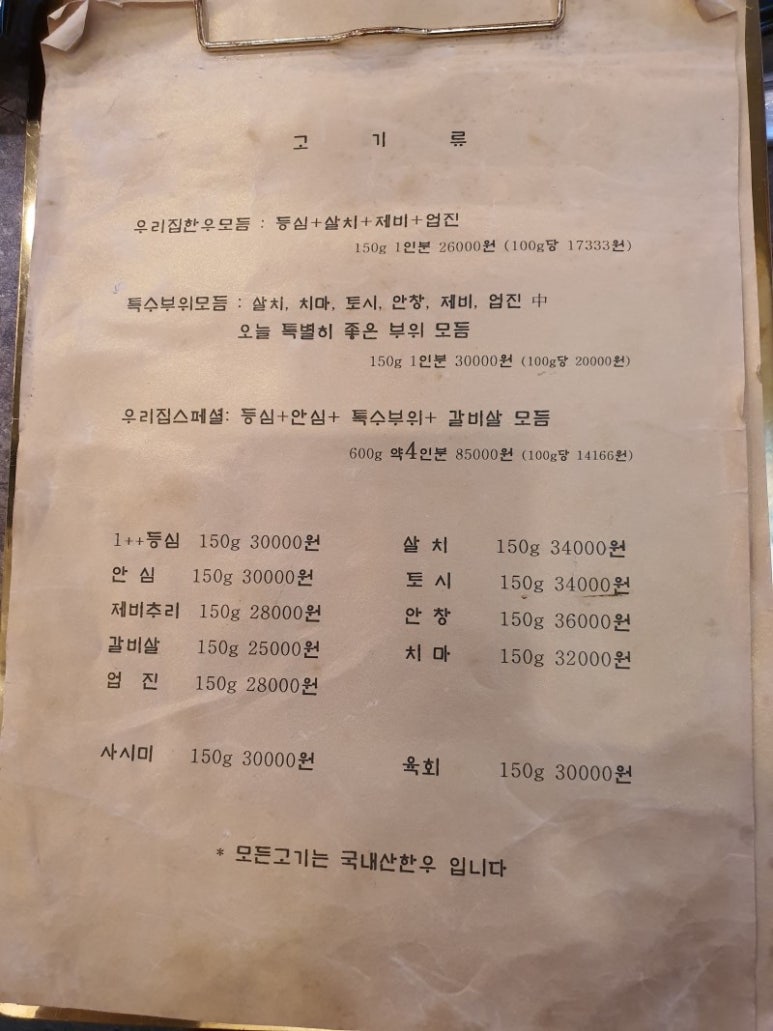 고 기 류
우리집한우모듬 : 등심+살치+제비+업진
150g 1인분 26000원 (100g당 17333원)
특수부위모듬 : 살치, 치마, 토시, 안창, 제비, 업진 中
오늘 특별히 좋은 부위 모듬
150g 1인분 30000원 (100g당 20000원)
우리집스페셜: 등심+안심+ 특수부위+ 갈비살 모듬
600g 약4인분 85000원 (100g당 14166원)
1++등심 150g 30000원 살 치 150g 34000원
안 심 150g 30000원 토 시 150g 34000원
제비추리 150g 28000원 안 창 150g 36000원
갈비살 150g 25000원 치 마 150g 32000원
업 진 150g 28000원
사시미 150g 30000원 육회 150g 30000원
* 모든고기는 국내산한우 입니다